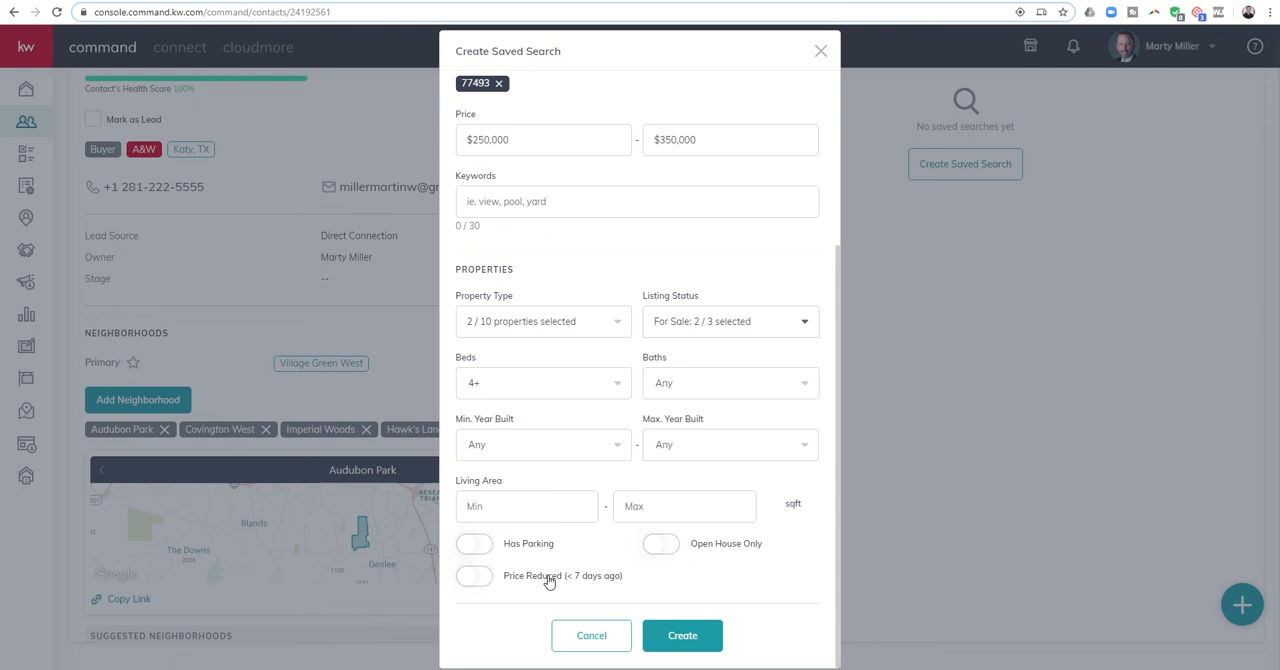 console.command.kw.com/command/contacts/24192561
kw
command
connect
cloudmore
Marty Miller
Contact's Health Score 100%
Mark as Lead
Buyer
A&W
Katy, TX
+1 281-222-5555
millermartinw@gr
Lead Source
Direct Connection
Owner
Marty Miller
Stage
--
NEIGHBORHOODS
Primary
Village Green West
Add Neighborhood
Audubon Park
Covington West
Imperial Woods
Hawk's Lan
Audubon Park
Blands
The Downs
Genlee
Google
Copy Link
SUGGESTED NEIGHBORHOODS
Create Saved Search
77493
Price
$250,000
-
$350,000
Keywords
ie. view, pool, yard
0 / 30
PROPERTIES
Property Type
Listing Status
2 / 10 properties selected
For Sale: 2 / 3 selected
Beds
Baths
4+
Any
Min. Year Built
Max. Year Built
Any
-
Any
Living Area
Min
-
Max
sqft
Has Parking
Open House Only
Price Reduced (< 7 days ago)
Cancel
Create
No saved searches yet
Create Saved Search